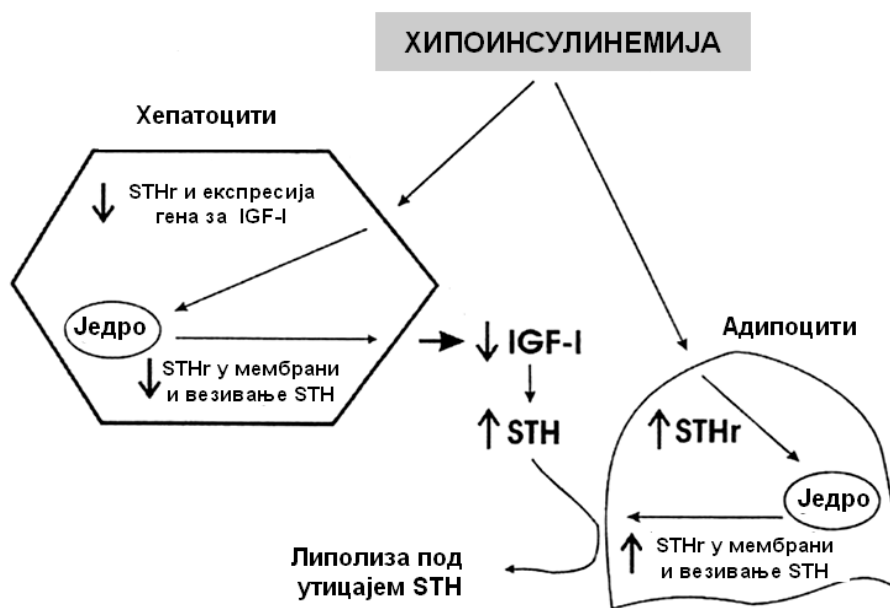 ХИПОИНСУЛИНЕМИЈА
Хепатоцити
↓ STHr и експресија
гена за IGF-I
Једро
↓ STHr у мембрани
и везивање STH
↓ IGF-I
↑ STH
Липолиза под
утицајем STH
Адипоцити
↑ STHr
Једро
↑ STHr у мембрани
и везивање STH